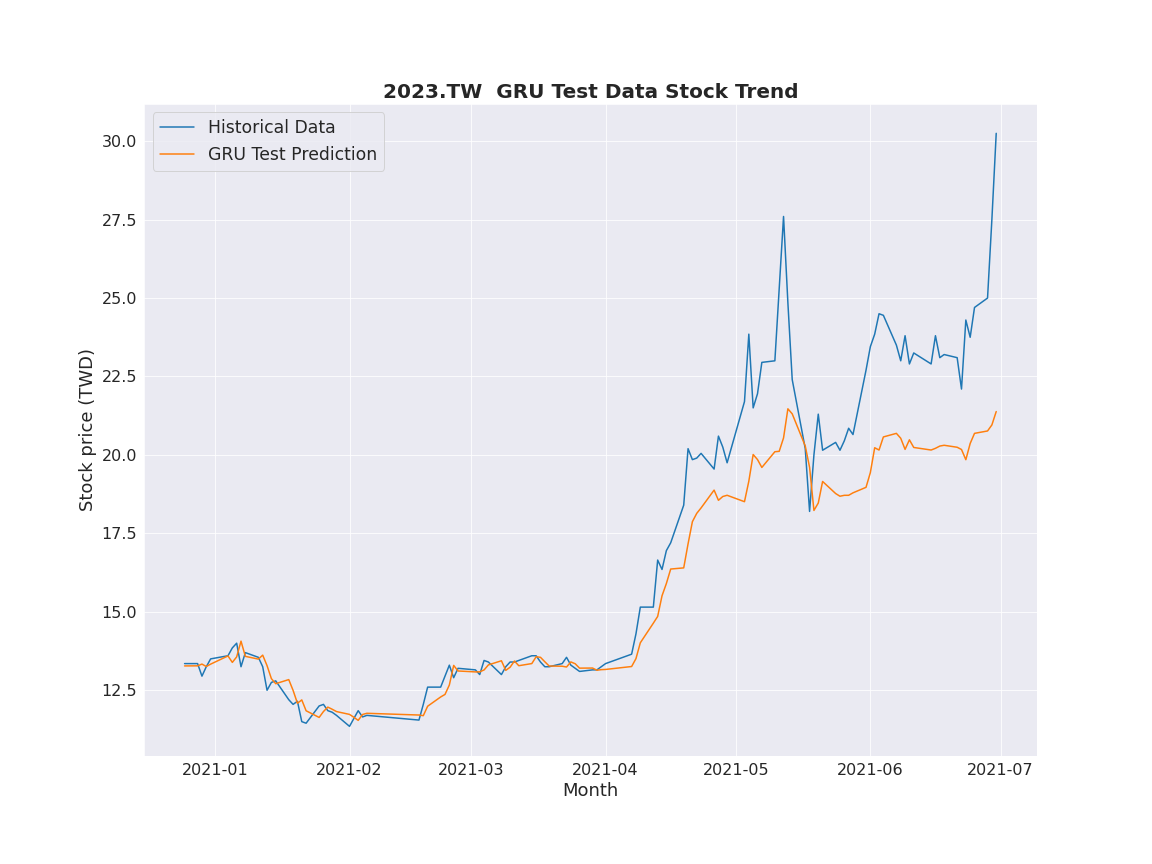 2023.TW  GRU Test Data Stock Trend
Historical Data
GRU Test Prediction
30.0
27.5
25.0
22.5
20.0
17.5
15.0
12.5
Stock price (TWD)
2021-01 2021-02 2021-03 2021-04 2021-05 2021-06 2021-07
Month